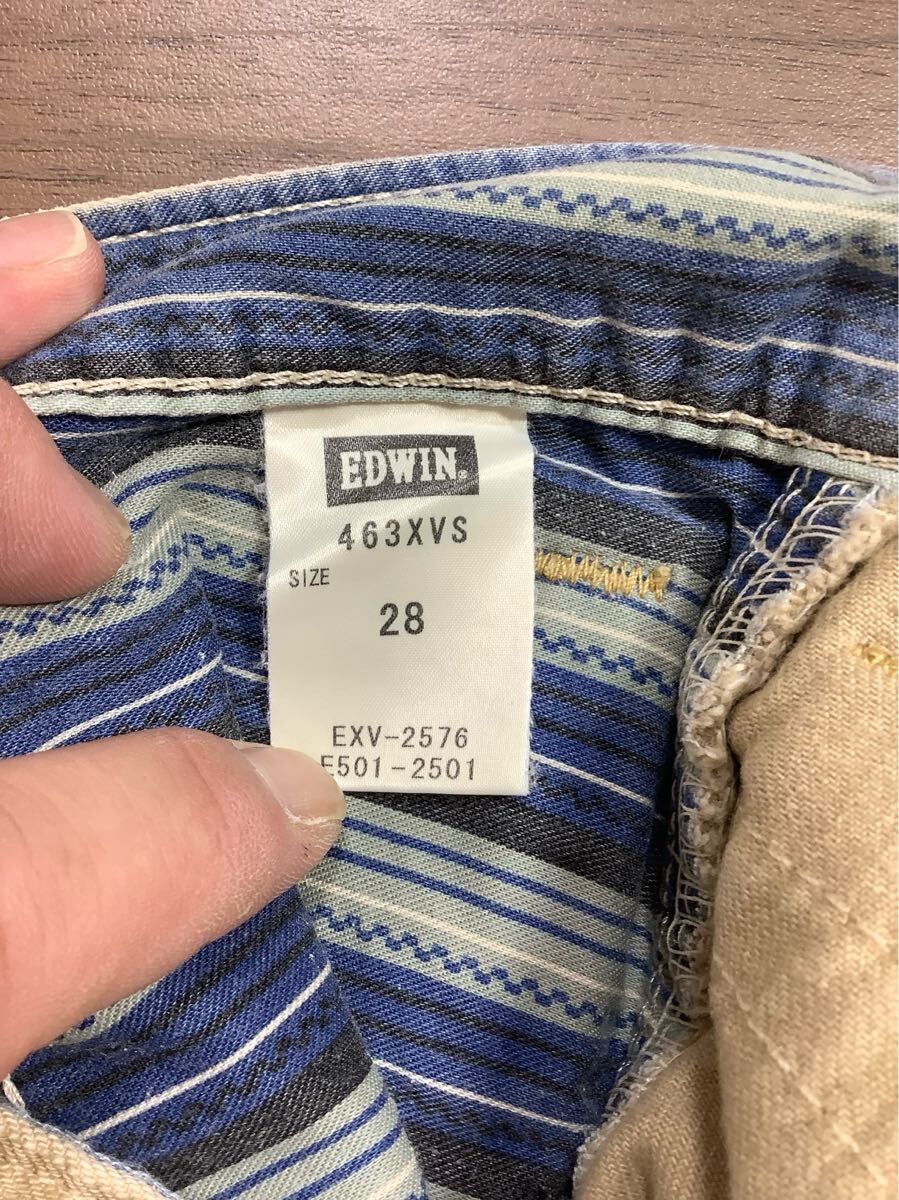 EDWIN®
463XVS
SIZE
28
EXV-2576
E501-2501